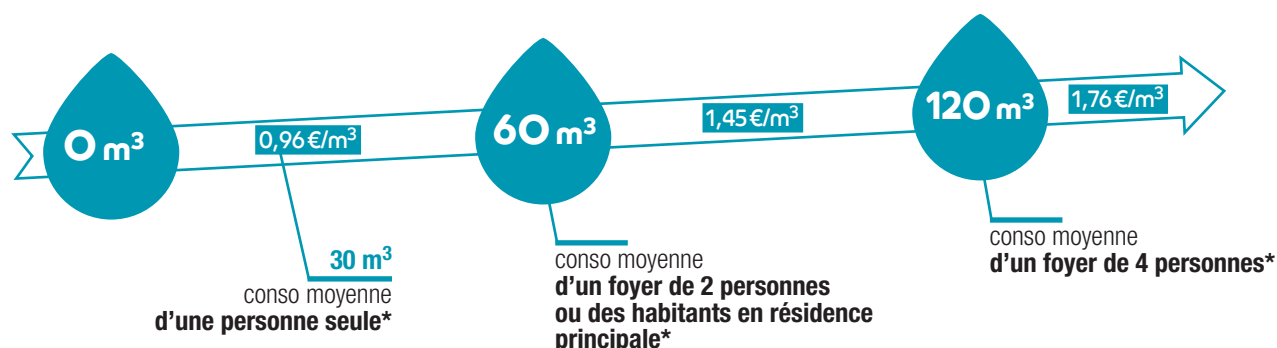 0 m³
0,96 €/m³
60 m³
1,45 €/m³
120 m³
1,76 €/m³
30 m³
conso moyenne
d'une personne seule*
conso moyenne
d'un foyer de 2 personnes
ou des habitants en résidence
principale*
conso moyenne
d'un foyer de 4 personnes*